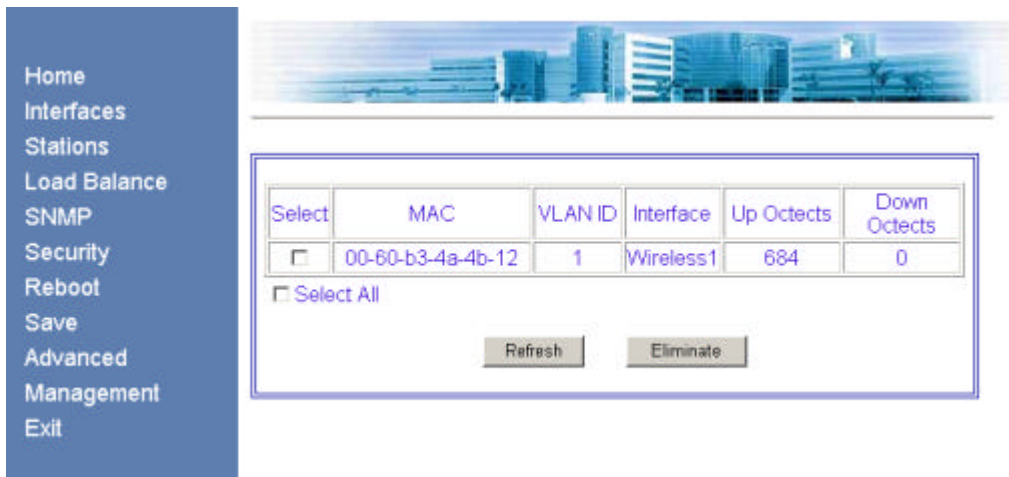 Home
Interfaces
Stations
Load Balance
SNMP
Security
Reboot
Save
Advanced
Management
Exit
Select MAC VLAN ID Interface Up Octects Down Octects
00-60-b3-4a-4b-12 1 Wireless1 684 0
Select All
Refresh Eliminate